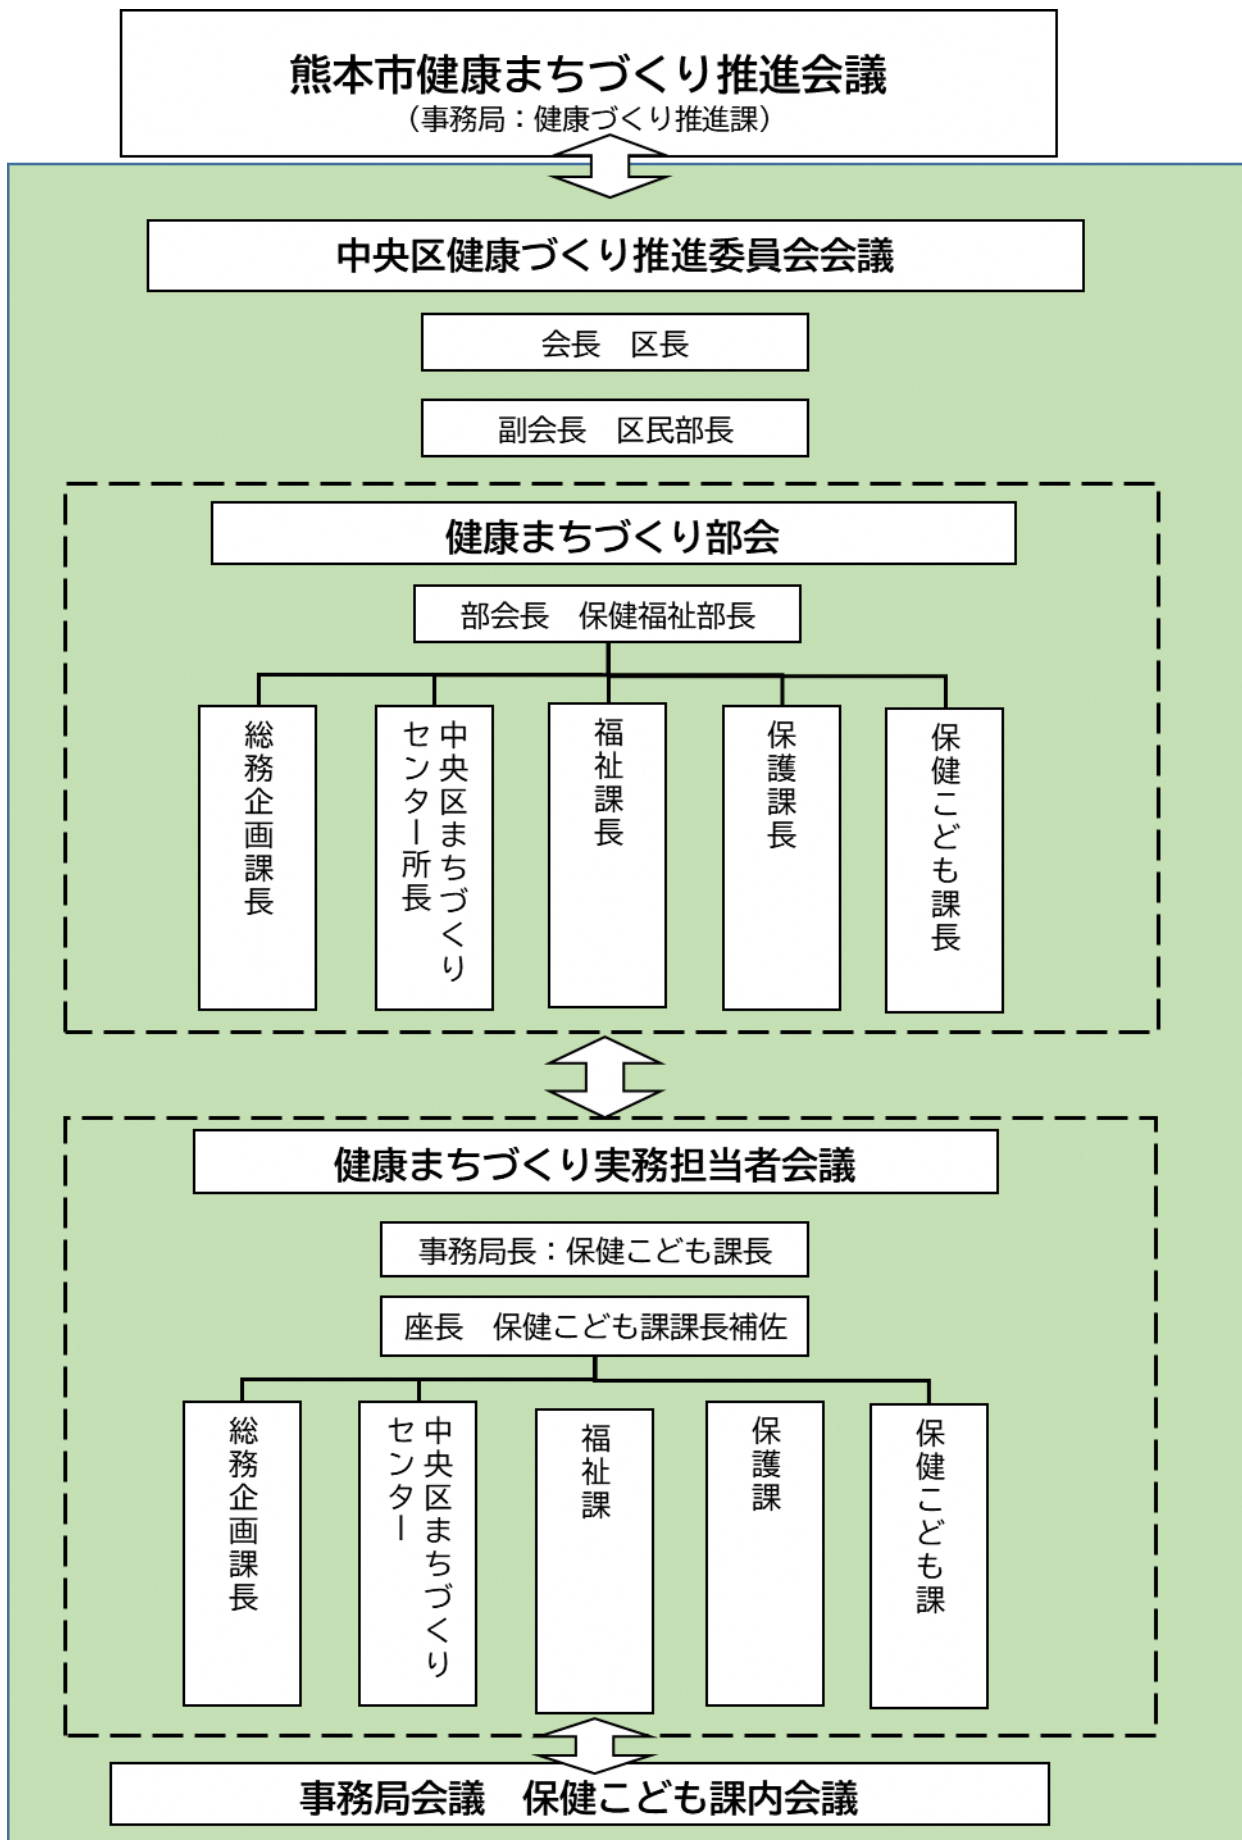 熊本市健康まちづくり推進会議
（事務局：健康づくり推進課）
中央区健康づくり推進委員会会議
会長　区長
副会長　区民部長
健康まちづくり部会
部会長　保健福祉部長
総務企画課長
中央区まちづくり
センター所長
福祉課長
保護課長
保健こども課長
健康まちづくり実務担当者会議
事務局長：保健こども課長
座長　保健こども課課長補佐
総務企画課長
中央区まちづくり
センター
福祉課
保護課
保健こども課
事務局会議　保健こども課内会議